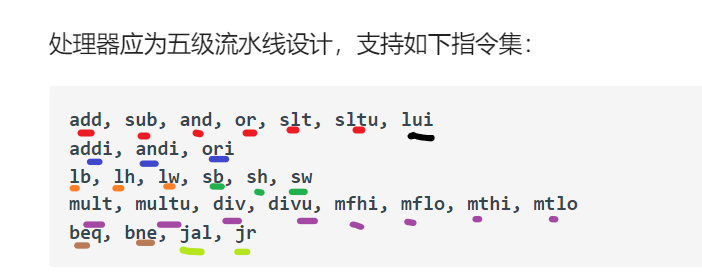 处理器应为五级流水线设计，支持如下指令集：
add, sub, and, or, slt, sltu, lui
addi, andi, ori
lb, lh, lw, sb, sh, sw
mult, multu, div, divu, mfhi, mflo, mthi, mtlo
beq, bne, jal, jr